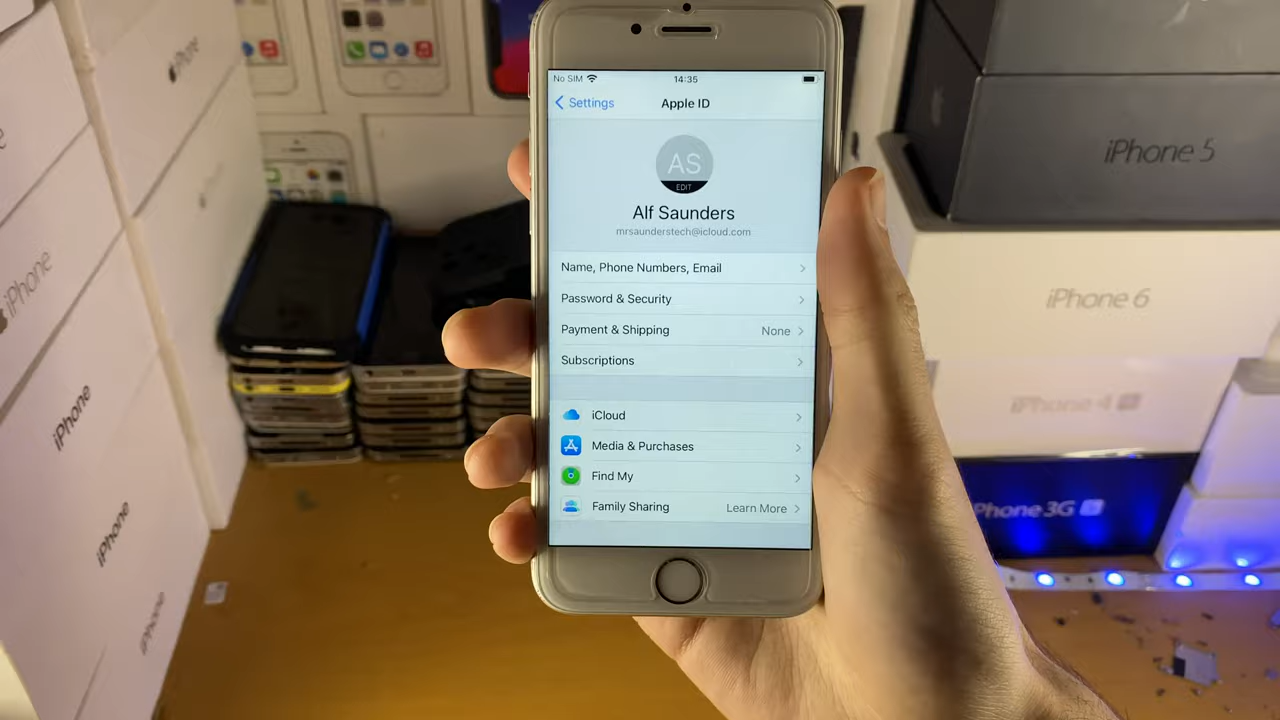 No SIM
14:35
Settings
Apple ID
AS
EDIT
Alf Saunders
mrsaunderstech@icloud.com
Name, Phone Numbers, Email
Password & Security
Payment & Shipping None
Subscriptions
iCloud
Media & Purchases
Find My
Family Sharing Learn More
iPhone 5
iPhone 6
iPhone 4 S
iPhone 3G S
iPhone
iPhone
iPhone
iPhone
iPhone